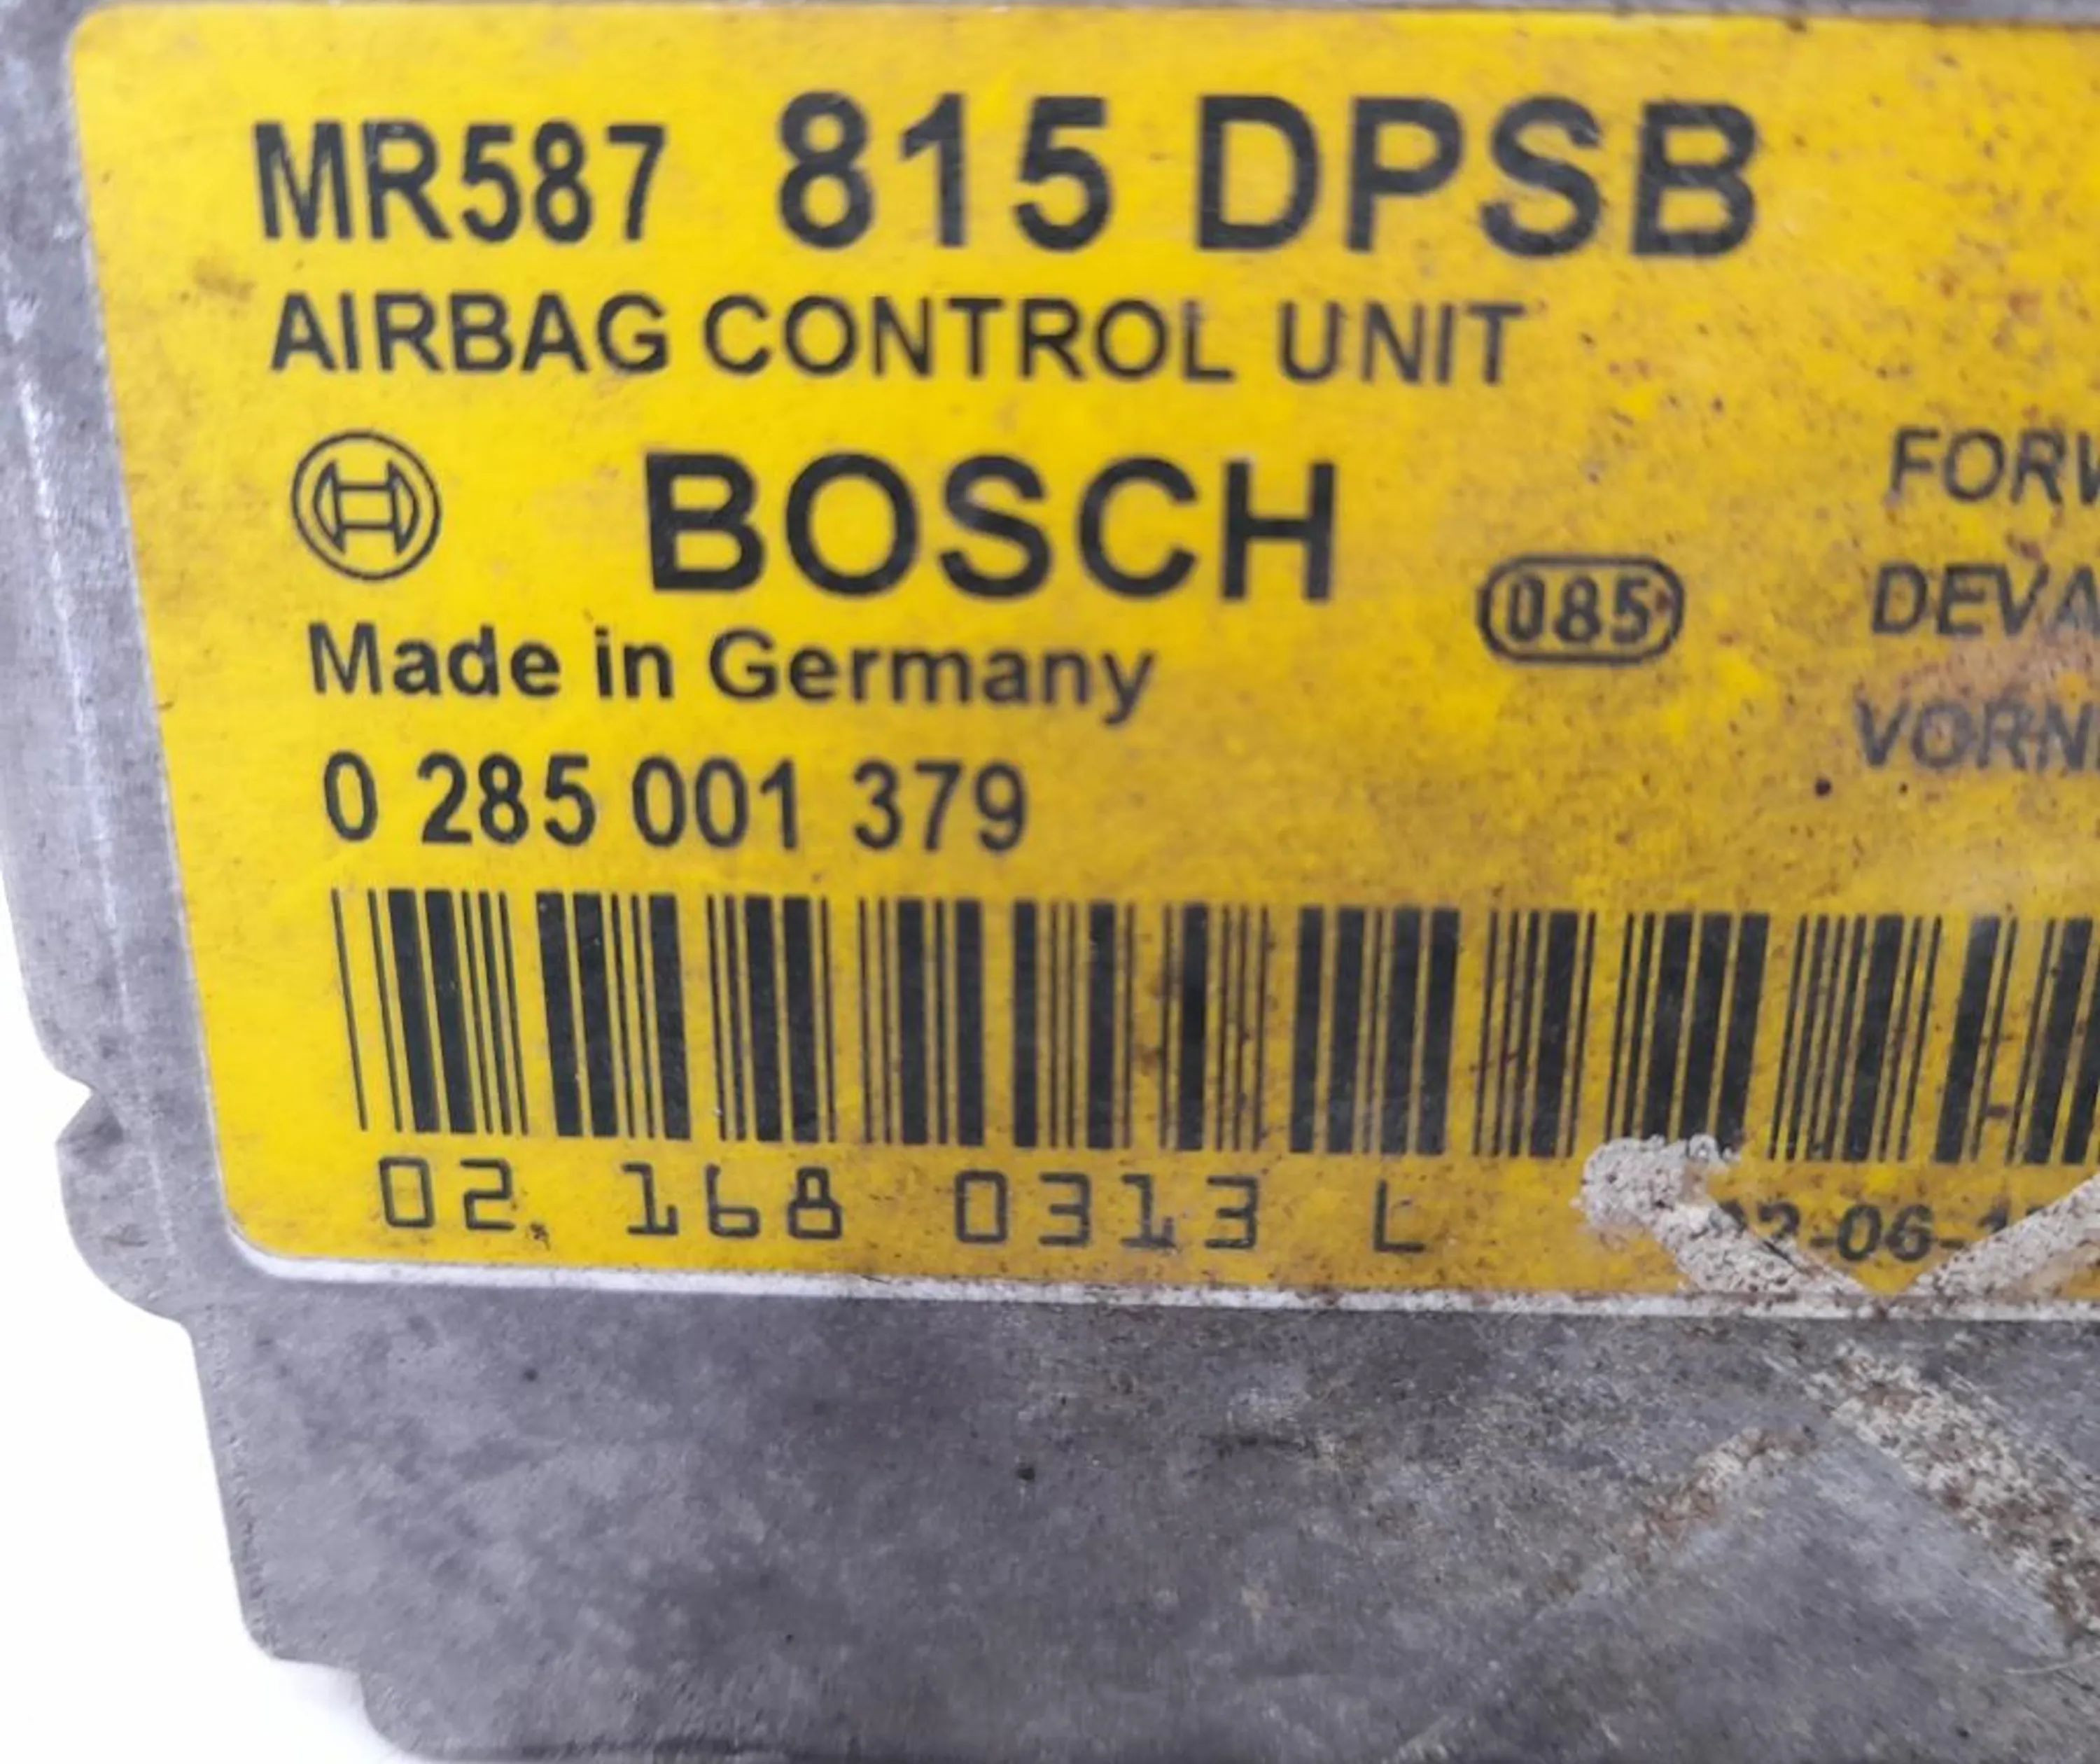 MR587 815 DPSB
AIRBAG CONTROL UNIT
BOSCH
085
Made in Germany
0 285 001 379
FORW
DEVA
VORN
02. 168 0313 L